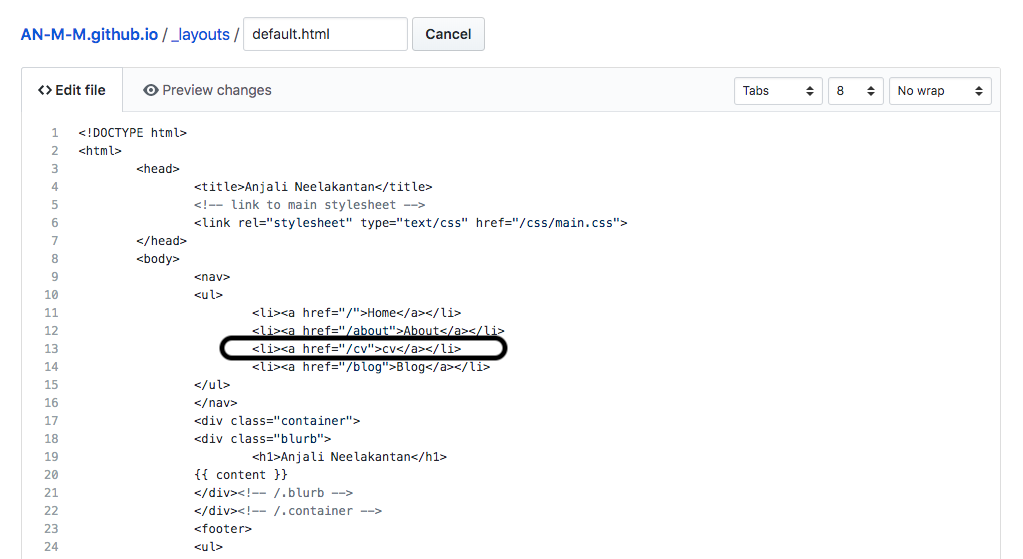 AN-M-M.github.io / _layouts / default.html Cancel
<> Edit file Preview changes Tabs 8 No wrap
1 <!DOCTYPE html>
2 <html>
3 <head>
4 <title>Anjali Neelakantan</title>
5 <!-- link to main stylesheet -->
6 <link rel="stylesheet" type="text/css" href="/css/main.css">
7 </head>
8 <body>
9 <nav>
10 <ul>
11 <li><a href="/">Home</a></li>
12 <li><a href="/about">About</a></li>
13 <li><a href="/cv">cv</a></li>
14 <li><a href="/blog">Blog</a></li>
15 </ul>
16 </nav>
17 <div class="container">
18 <div class="blurb">
19 <h1>Anjali Neelakantan</h1>
20 {{ content }}
21 </div><!-- /.blurb -->
22 </div><!-- /.container -->
23 <footer>
24 <ul>